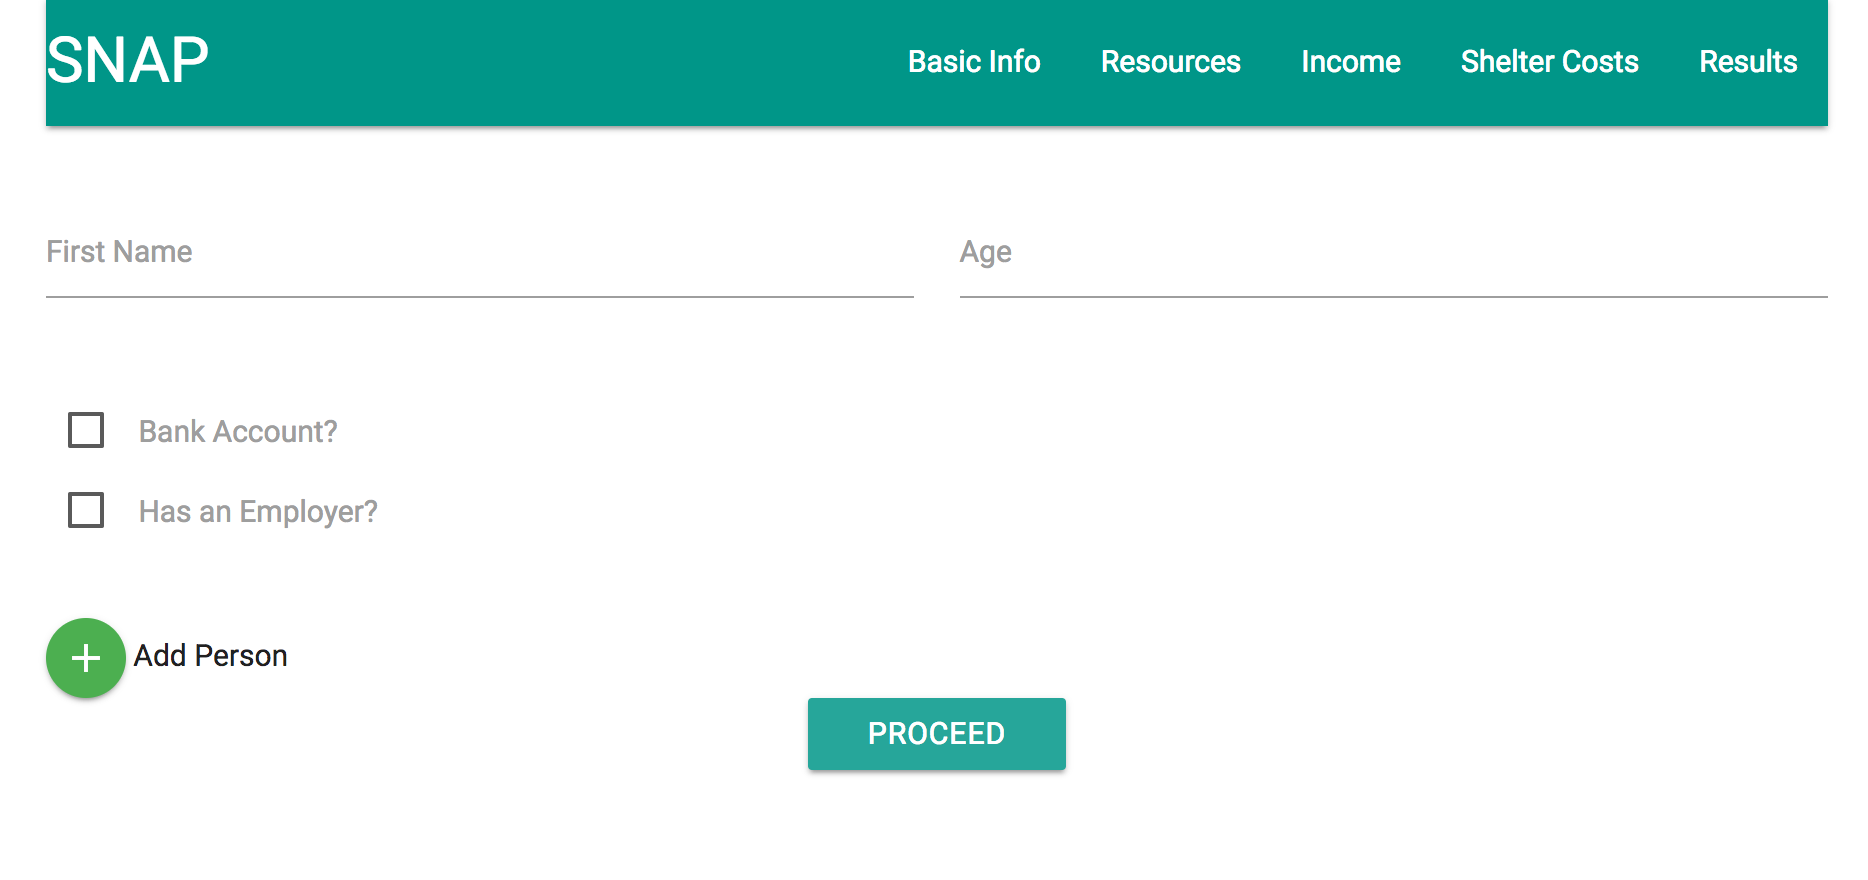 SNAP Basic Info Resources Income Shelter Costs Results
First Name Age
Bank Account?
Has an Employer?
Add Person
PROCEED